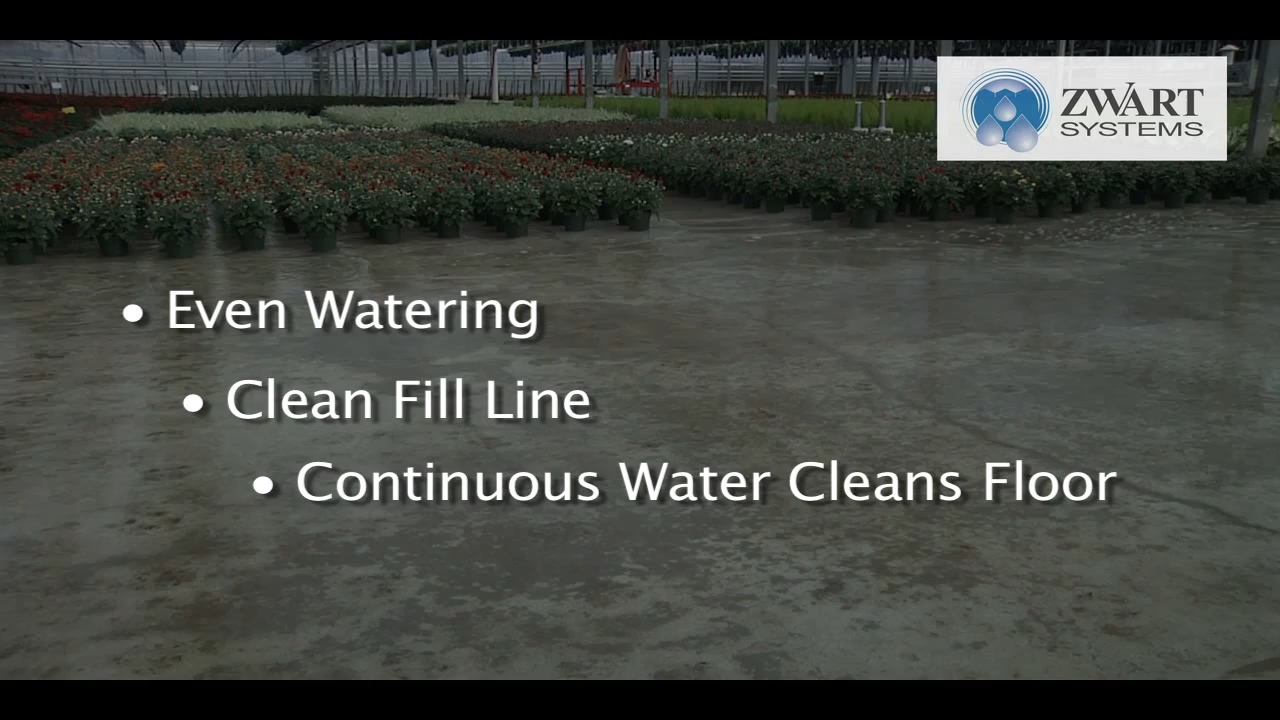 ZWART
SYSTEMS
• Even Watering
• Clean Fill Line
• Continuous Water Cleans Floor